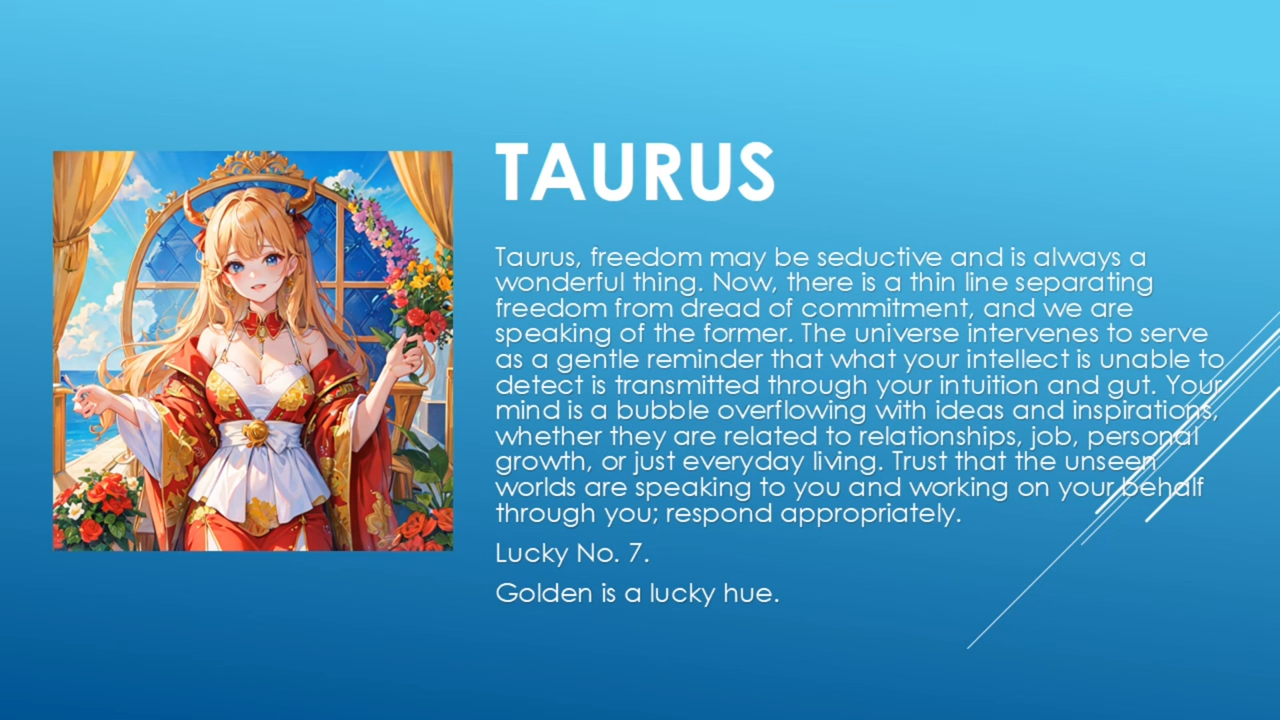 TAURUS
Taurus, freedom may be seductive and is always a
wonderful thing. Now, there is a thin line separating
freedom from dread of commitment, and we are
speaking of the former. The universe intervenes to serve
as a gentle reminder that what your intellect is unable to
detect is transmitted through your intuition and gut. Your
mind is a bubble overflowing with ideas and inspirations,
whether they are related to relationships, job, personal
growth, or just everyday living. Trust that the unseen
worlds are speaking to you and working on your behalf
through you; respond appropriately.
Lucky No. 7.
Golden is a lucky hue.